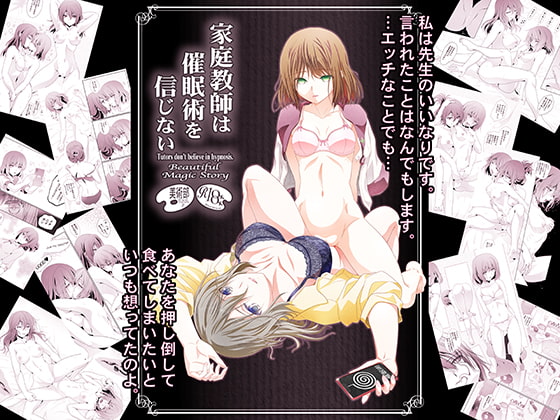 私は先生のいいなりです。
言われたことはなんでもします。
…エッチなことでも…
家庭教師は
催眠術を
信じない
Tutors don't believe in hypnosis.
Beautiful
Magic Story
美術部
R18
あなたを押し倒して
食べてしまいたいと
いつも想ってたのよ。